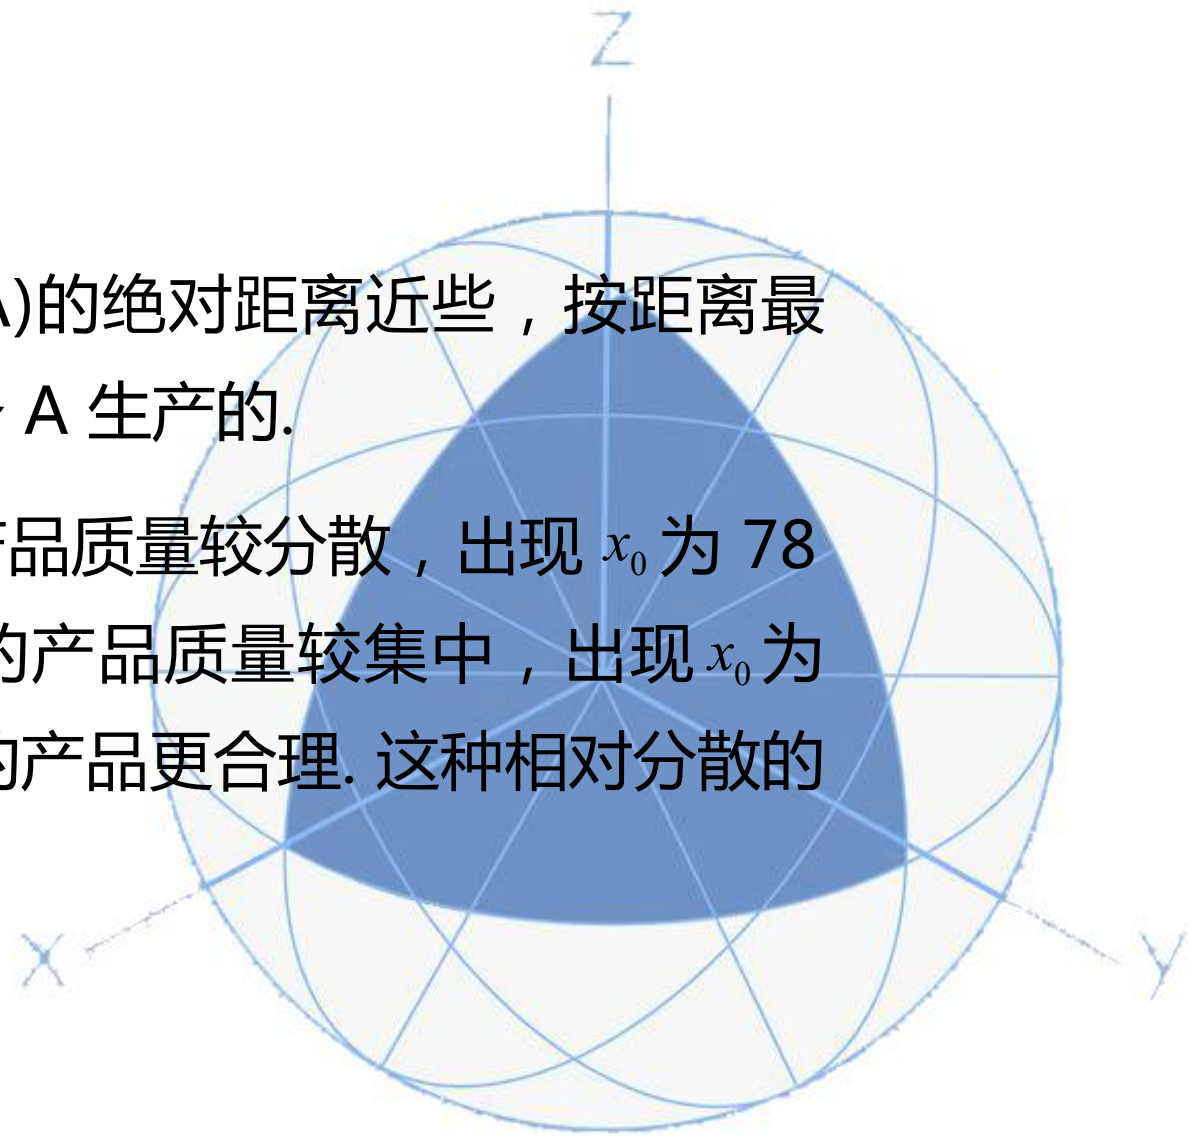 Z
A)的绝对距离近些，按距离最
A 生产的.
品质量较分散，出现 x₀ 为 78
的产品质量较集中，出现 x₀ 为
的产品更合理. 这种相对分散的
X
Y